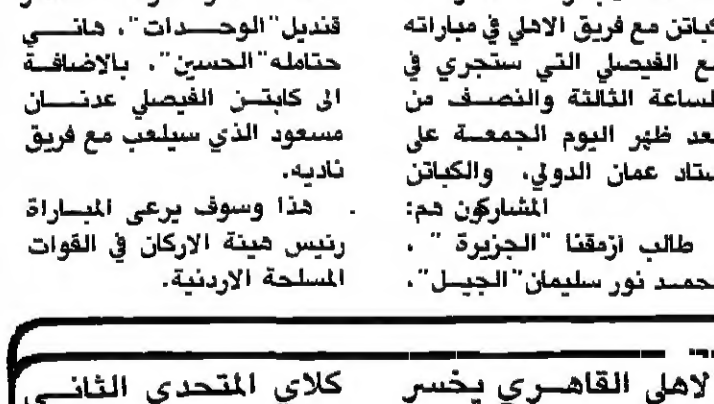 كباتن مع فريق الاهلي في مباراته
مع الفيصلي التي ستجري في
الساعة الثالثة والنصف من
بعد ظهر اليوم الجمعة على
ستاد عمان الدولي، والكباتن
المشاركون هم:
طالب ازمقنا "الجزيرة" ،
محمد نور سليمان "الجيل"،
قنديل "الوحدات"، هاني
حتامله "الحسين"، بالاضافة
الى كابتن الفيصلي عدنان
مسعود الذي سيلعب مع فريق
ناديه.
هذا وسوف يرعى المباراة
رئيس هيئة الاركان في القوات
المسلحة الاردنية.
الاهلي القاهري يخسر
كلاي المتحدي الثاني